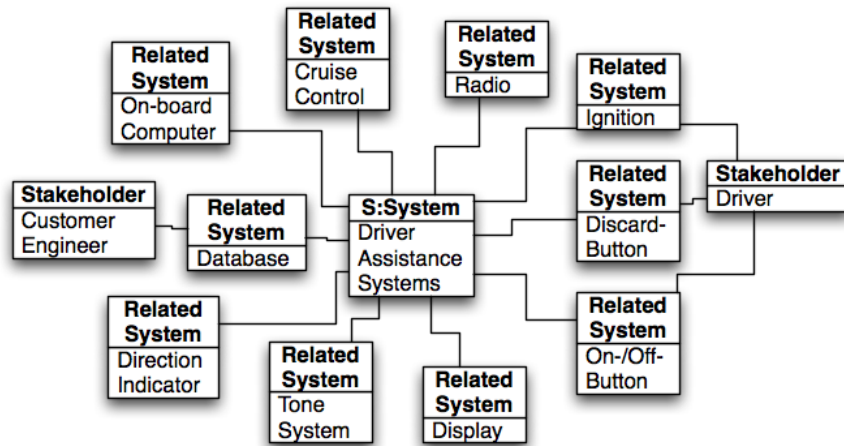 Related
System
On-board
Computer
Related
System
Cruise
Control
Related
System
Radio
Related
System
Ignition
Stakeholder
Customer
Engineer
Related
System
Database
S:System
Driver
Assistance
Systems
Related
System
Discard-
Button
Stakeholder
Driver
Related
System
Direction
Indicator
Related
System
Tone
System
Related
System
Display
Related
System
On-/Off-
Button